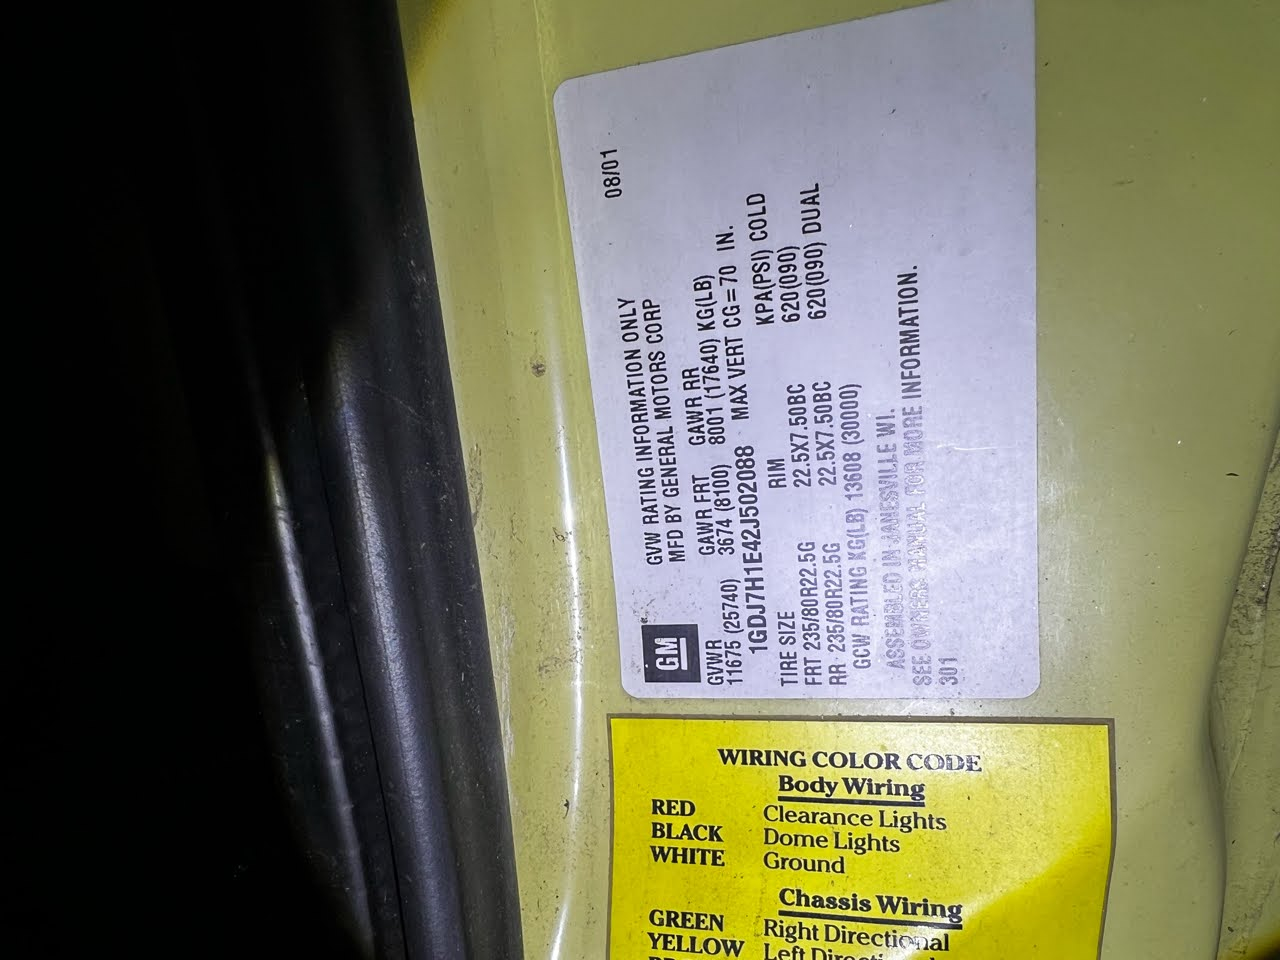 08/01
GVW RATING INFORMATION ONLY
MFD BY GENERAL MOTORS CORP
GM
GVWR GAWR FRT GAWR RR
11675 (25740) 3674 (8100) 8001 (17640) KG(LB)
1GDJ7H1E42J502088 MAX VERT CG=70 IN.
TIRE SIZE RIM KPA(PSI) COLD
FRT 235/80R22.5G 22.5X7.50BC 620(090)
RR 235/80R22.5G 22.5X7.50BC 620(090) DUAL
GCW RATING KG(LB) 13608 (30000)
ASSEMBLED IN JANESVILLE WI.
SEE OWNERS MANUAL FOR MORE INFORMATION.
301
WIRING COLOR CODE
Body Wiring
RED Clearance Lights
BLACK Dome Lights
WHITE Ground
Chassis Wiring
GREEN Right Directional
YELLOW Left